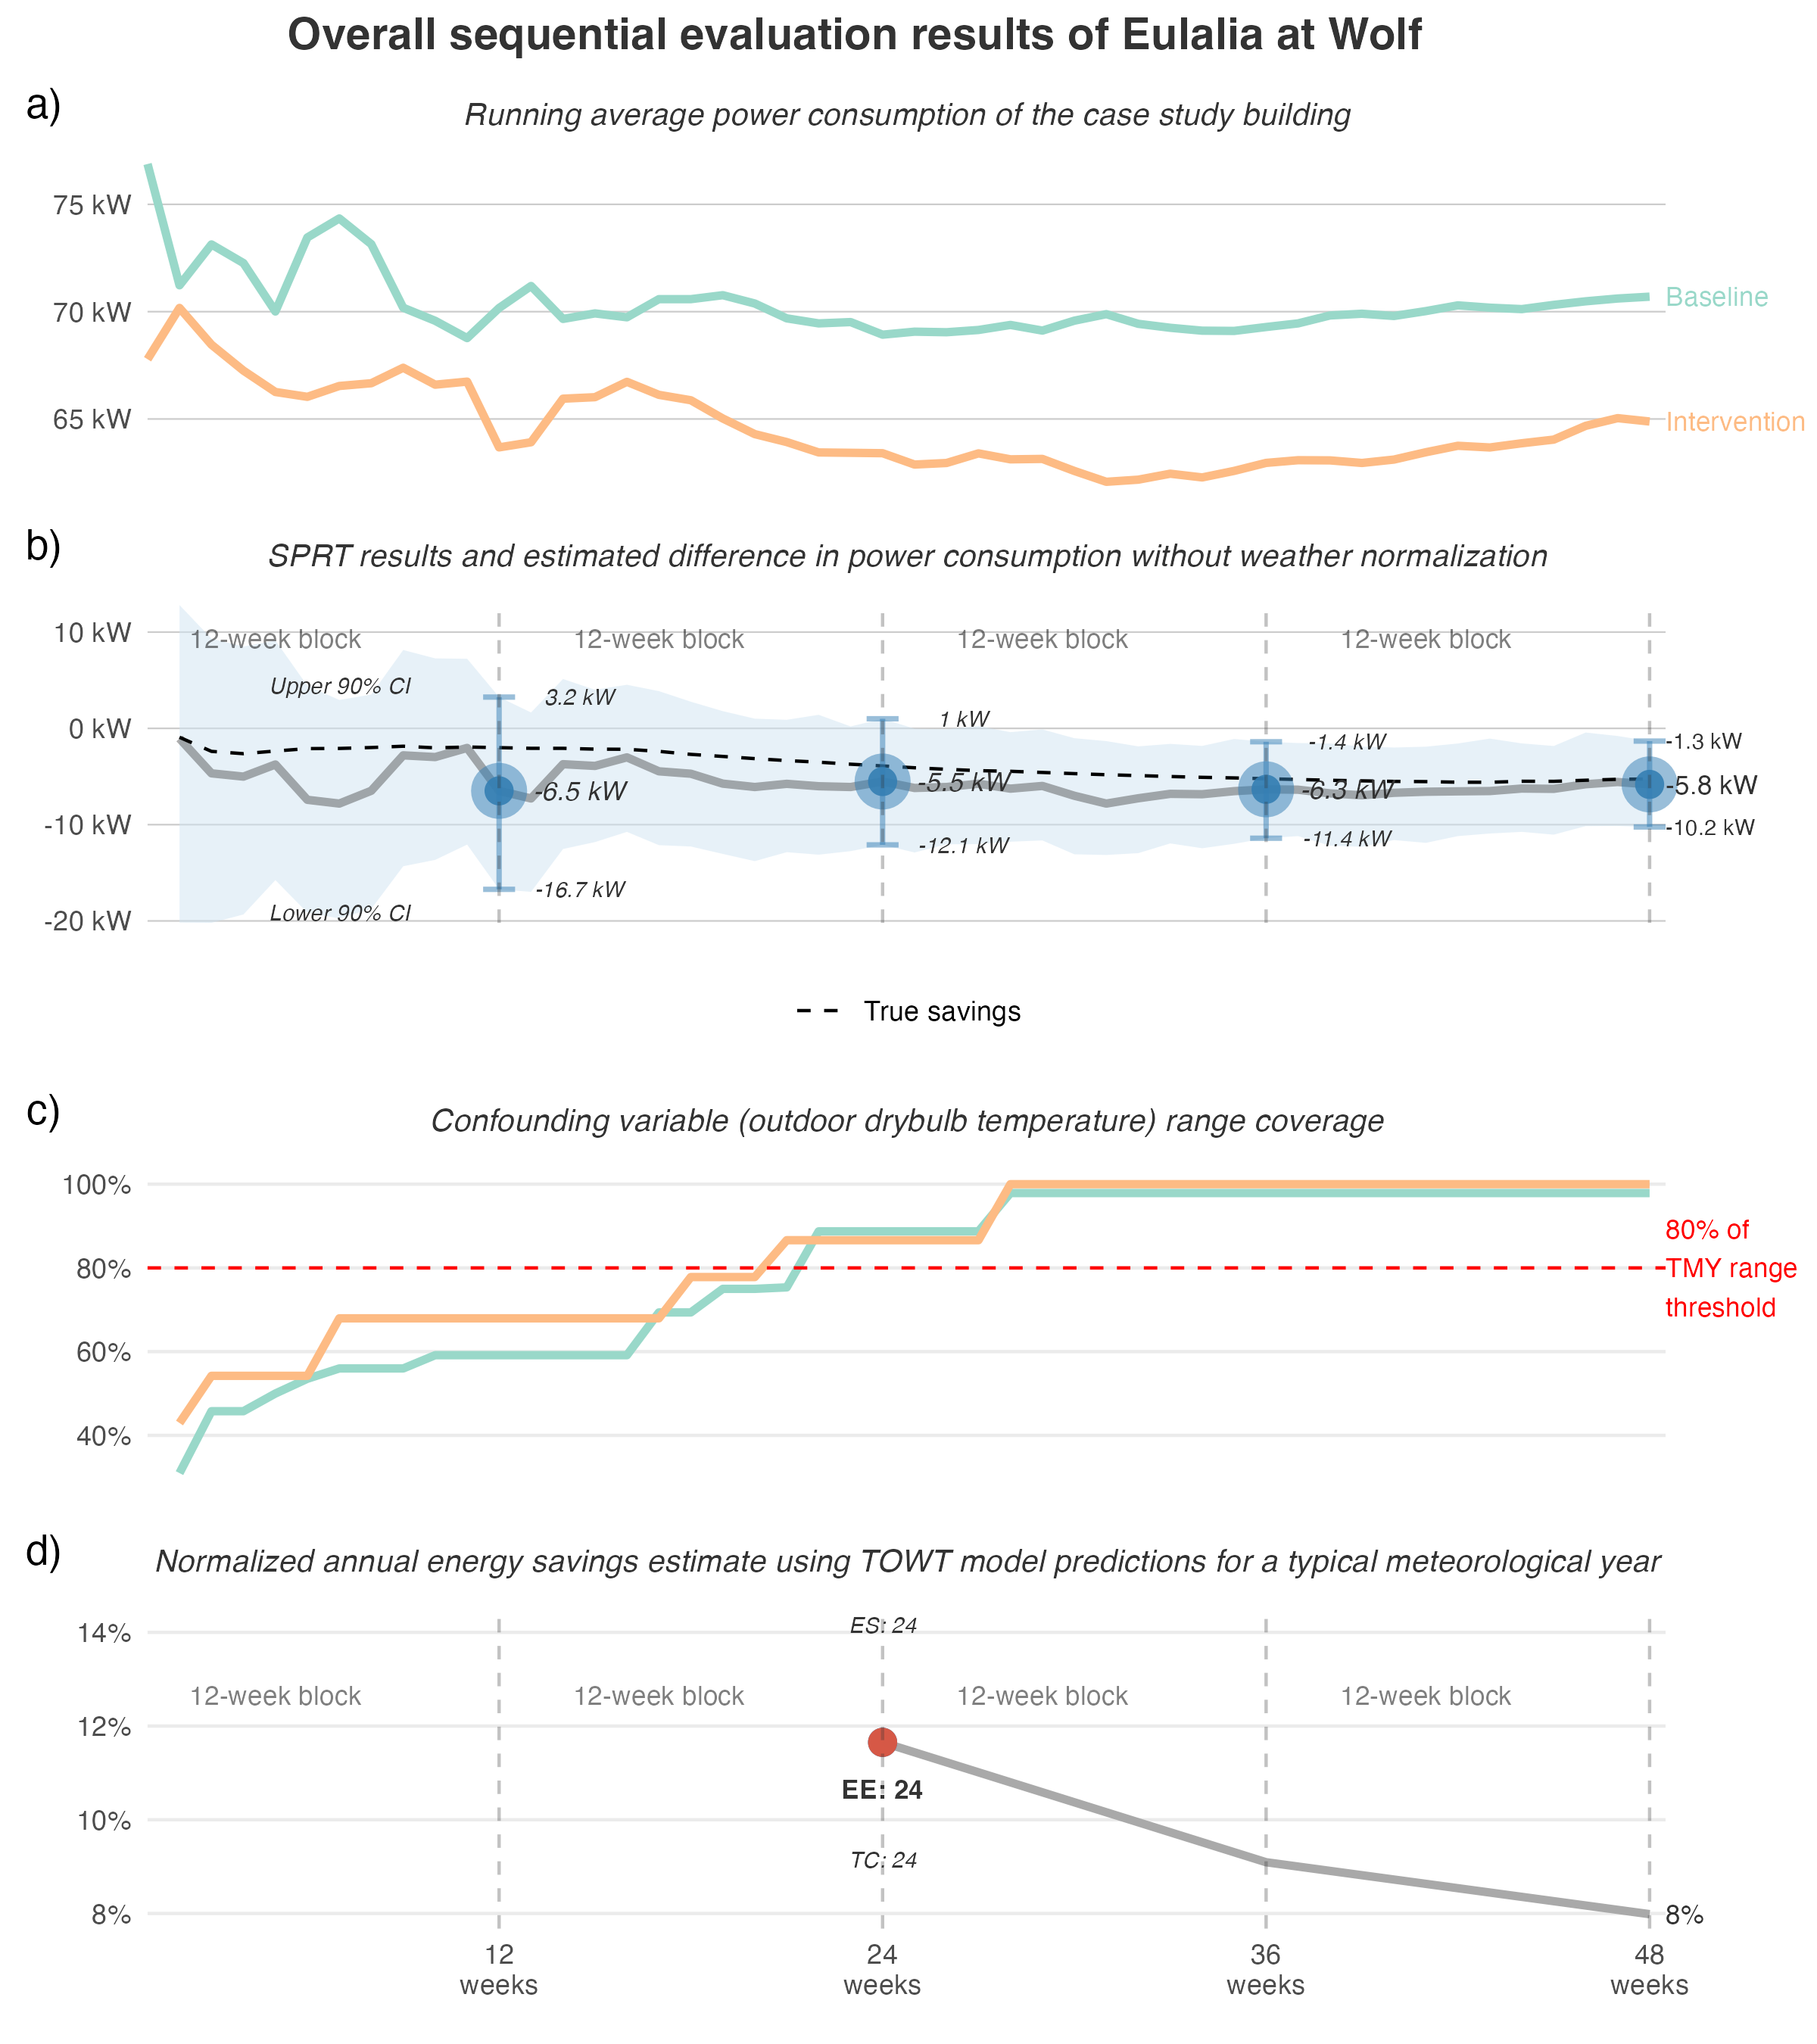 Overall sequential evaluation results of Eulalia at Wolf
a)
Running average power consumption of the case study building
75 kW
70 kW
65 kW
Baseline
Intervention
b)
SPRT results and estimated difference in power consumption without weather normalization
10 kW
0 kW
-10 kW
-20 kW
12-week block
12-week block
12-week block
12-week block
Upper 90% CI
Lower 90% CI
3.2 kW
-6.5 kW
-16.7 kW
1 kW
-5.5 kW
-12.1 kW
-1.4 kW
-6.3 kW
-11.4 kW
-1.3 kW
-5.8 kW
-10.2 kW
True savings
c)
Confounding variable (outdoor drybulb temperature) range coverage
100%
80%
60%
40%
80% of
TMY range
threshold
d)
Normalized annual energy savings estimate using TOWT model predictions for a typical meteorological year
14%
12%
10%
8%
12-week block
12-week block
12-week block
12-week block
ES: 24
EE: 24
TC: 24
8%
12
weeks
24
weeks
36
weeks
48
weeks